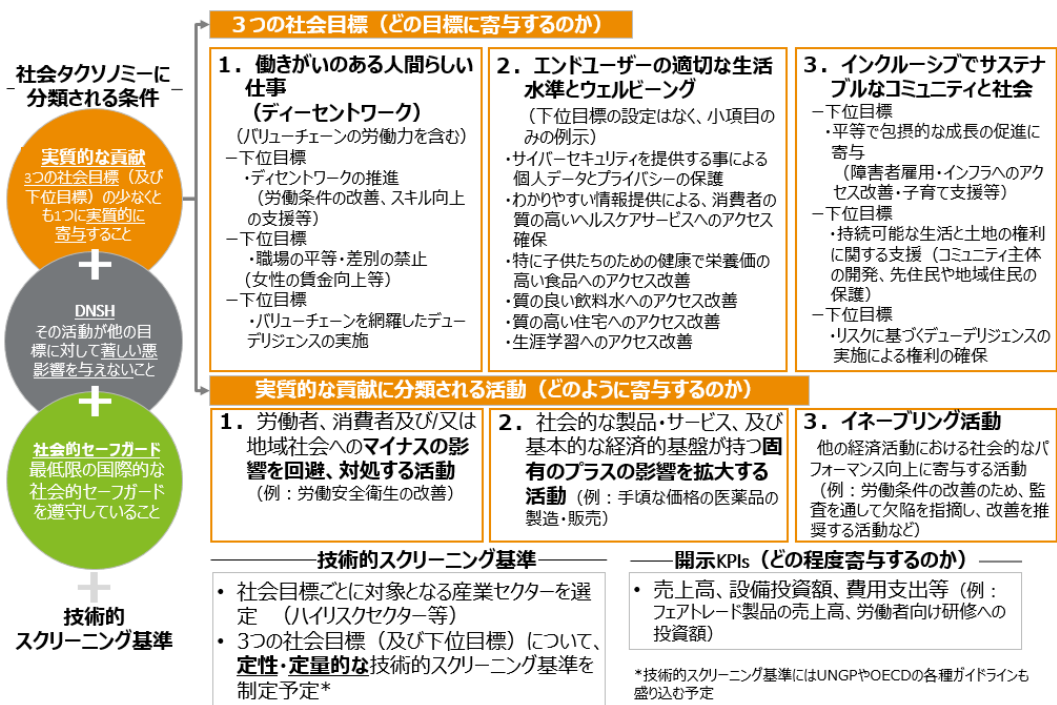 社会タクソノミーに
分類される条件
実質的な貢献
3つの社会目標（及び
下位目標）の少なくと
も1つに実質的に
寄与すること
+
DNSH
その活動が他の目
標に対して著しい悪
影響を与えないこと
+
社会的セーフガード
最低限の国際的な
社会的セーフガード
を遵守していること
+
技術的
スクリーニング基準
３つの社会目標（どの目標に寄与するのか）
１．働きがいのある人間らしい
仕事
（ディーセントワーク）
（バリューチェーンの労働力を含む）
－下位目標
・ディセントワークの推進
（労働条件の改善、スキル向上
の支援等）
－下位目標
・職場の平等・差別の禁止
（女性の賃金向上等）
－下位目標
・バリューチェーンを網羅したデュー
デリジェンスの実施
２．エンドユーザーの適切な生活
水準とウェルビーング
（下位目標の設定はなく、小項目
のみの例示）
・サイバーセキュリティを提供する事による
個人データとプライバシーの保護
・わかりやすい情報提供による、消費者の
質の高いヘルスケアサービスへのアクセス
確保
・特に子供たちのための健康で栄養価の
高い食品へのアクセス改善
・質の良い飲料水へのアクセス改善
・質の高い住宅へのアクセス改善
・生涯学習へのアクセス改善
３．インクルーシブでサステナ
ブルなコミュニティと社会
－下位目標
・平等で包摂的な成長の促進に
寄与
（障害者雇用・インフラへのアク
セス改善・子育て支援等）
－下位目標
・持続可能な生活と土地の権利
に関する支援（コミュニティ主体
の開発、先住民や地域住民の
保護）
－下位目標
・リスクに基づくデューデリジェンスの
実施による権利の確保
実質的な貢献に分類される活動（どのように寄与するのか）
１．労働者、消費者及び/又は
地域社会へのマイナスの影
響を回避、対処する活動
（例：労働安全衛生の改善）
２．社会的な製品・サービス、及び
基本的な経済的基盤が持つ固
有のプラスの影響を拡大する
活動（例：手頃な価格の医薬品の
製造・販売）
３．イネーブリング活動
他の経済活動における社会的なパ
フォーマンス向上に寄与する活動
（例：労働条件の改善のため、監
査を通して欠陥を指摘し、改善を推
奨する活動など）
技術的スクリーニング基準
• 社会目標ごとに対象となる産業セクターを選
定　（ハイリスクセクター等）
• 3つの社会目標（及び下位目標）について、
定性・定量的な技術的スクリーニング基準を
制定予定*
開示KPIs（どの程度寄与するのか）
• 売上高、設備投資額、費用支出等（例：
フェアトレード製品の売上高、労働者向け研修への
投資額）
*技術的スクリーニング基準にはUNGPやOECDの各種ガイドラインも
盛り込む予定